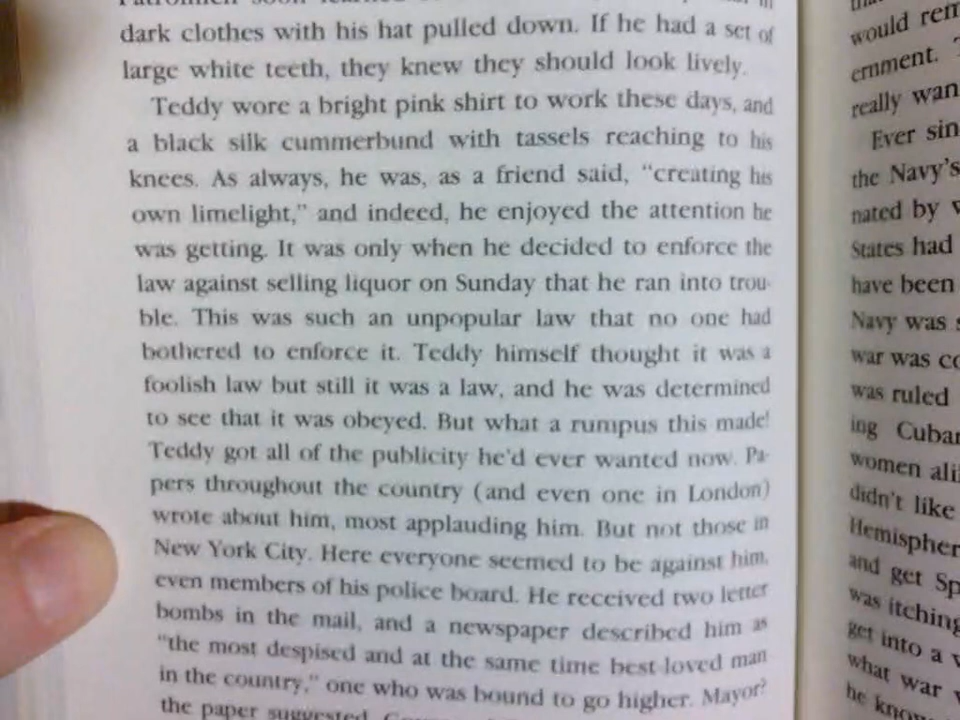 dark clothes with his hat pulled down. If he had a set of
large white teeth, they knew they should look lively.
Teddy wore a bright pink shirt to work these days, and
a black silk cummerbund with tassels reaching to his
knees. As always, he was, as a friend said, "creating his
own limelight," and indeed, he enjoyed the attention he
was getting. It was only when he decided to enforce the
law against selling liquor on Sunday that he ran into trou-
ble. This was such an unpopular law that no one had
bothered to enforce it. Teddy himself thought it was a
foolish law but still it was a law, and he was determined
to see that it was obeyed. But what a rumpus this made!
Teddy got all of the publicity he'd ever wanted now. Pa-
pers throughout the country (and even one in London)
wrote about him, most applauding him. But not those in
New York City. Here everyone seemed to be against him,
even members of his police board. He received two letter
bombs in the mail, and a newspaper described him as
"the most despised and at the same time best-loved man
in the country," one who was bound to go higher. Mayor?
the paper suggested.
would rem
ernment.
really wan
Ever sin
the Navy's
nated by
States had
have been
Navy was
war was co
was ruled
ing Cuban
women ali
didn't like
Hemispher
and get Sp
was itching
get into a
what war
he know